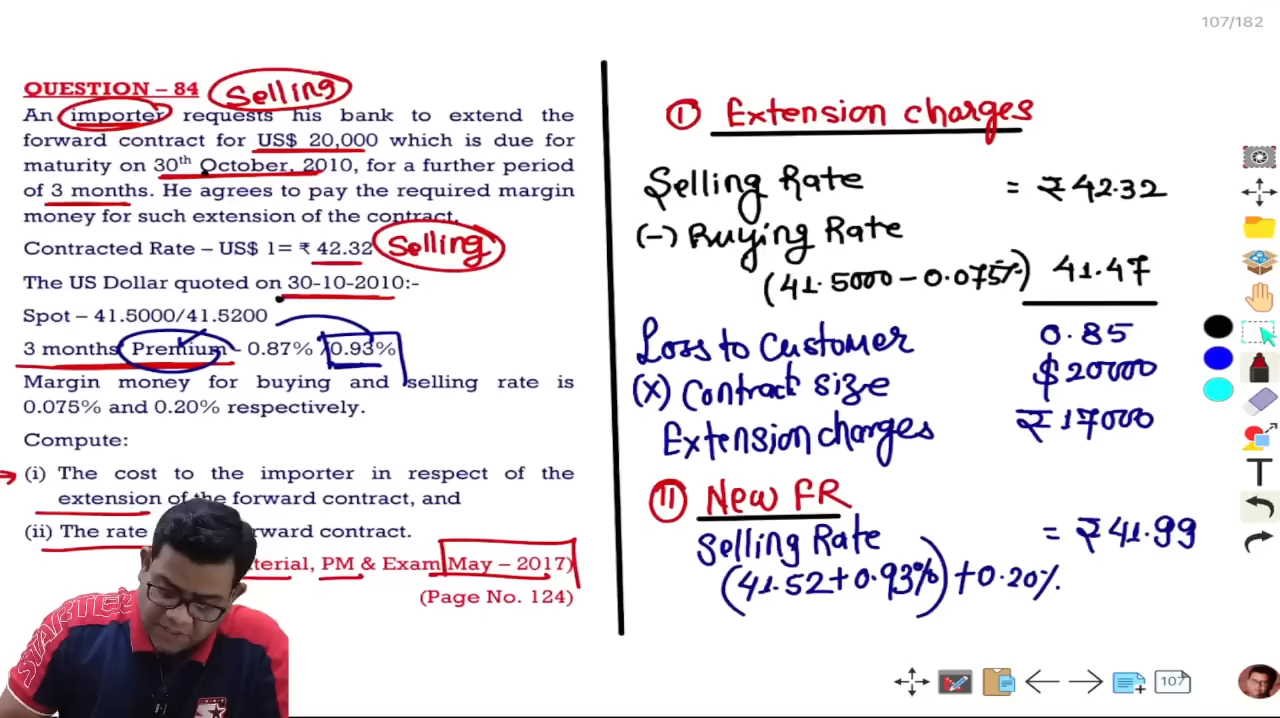 107/182
QUESTION – 84 Selling
An importer requests his bank to extend the
forward contract for US$ 20,000 which is due for
maturity on 30th October, 2010, for a further period
of 3 months. He agrees to pay the required margin
money for such extension of the contract.
Contracted Rate – US$ 1= ₹ 42.32 Selling
The US Dollar quoted on 30-10-2010:-
Spot – 41.5000/41.5200
3 months Premium - 0.87% /0.93%
Margin money for buying and selling rate is
0.075% and 0.20% respectively.
Compute:
(i) The cost to the importer in respect of the
extension of the forward contract, and
(ii) The rate forward contract.
PM & Exam May – 2017)
(Page No. 124)
START
I Extension charges
Selling Rate = ₹42.32
(-) Buying Rate
(41.5000 - 0.075%) 41.47
Loss to Customer 0.85
(x) Contract size $20000
Extension charges ₹17000
II New FR
Selling Rate = ₹41.99
(41.52+0.93%)+0.20%
T
107